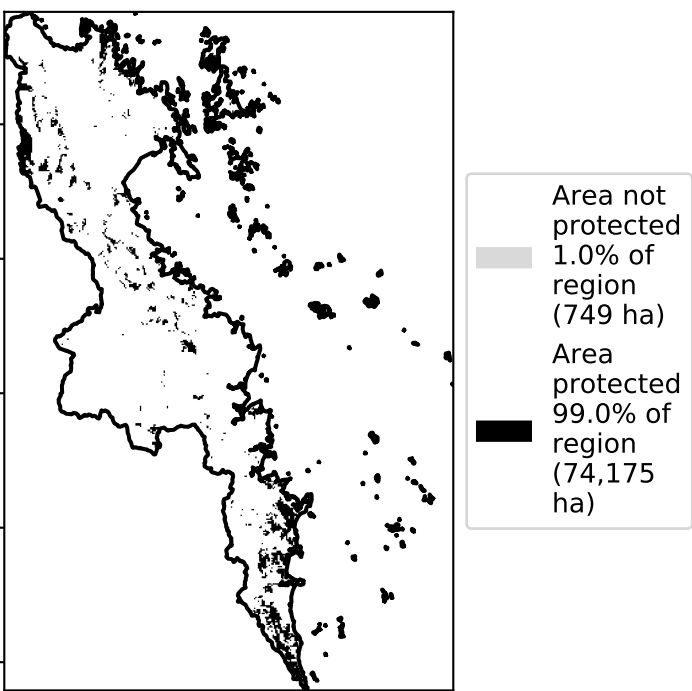 Area not
protected
1.0% of
region
(749 ha)
Area
protected
99.0% of
region
(74,175
ha)